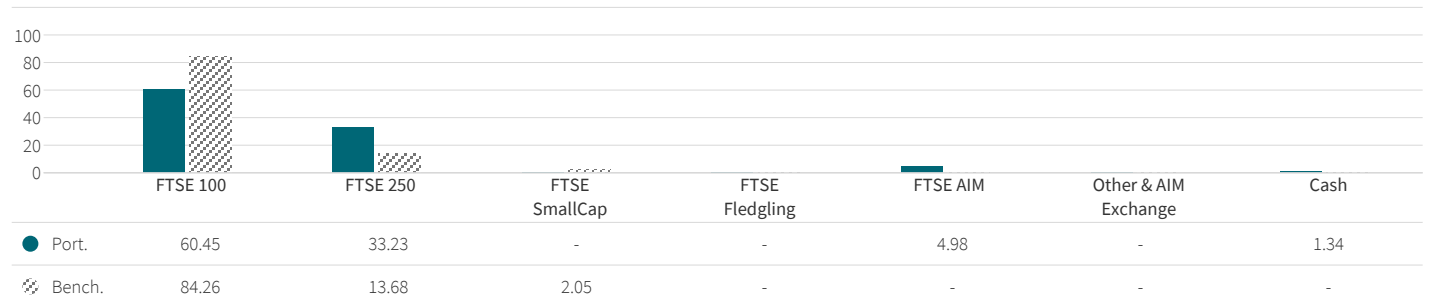 100
80
60
40
20
0
FTSE 100 FTSE 250 FTSE FTSE FTSE AIM Other & AIM Cash
SmallCap Fledgling Exchange
Port. 60.45 33.23 - - 4.98 - 1.34
Bench. 84.26 13.68 2.05 - - - -